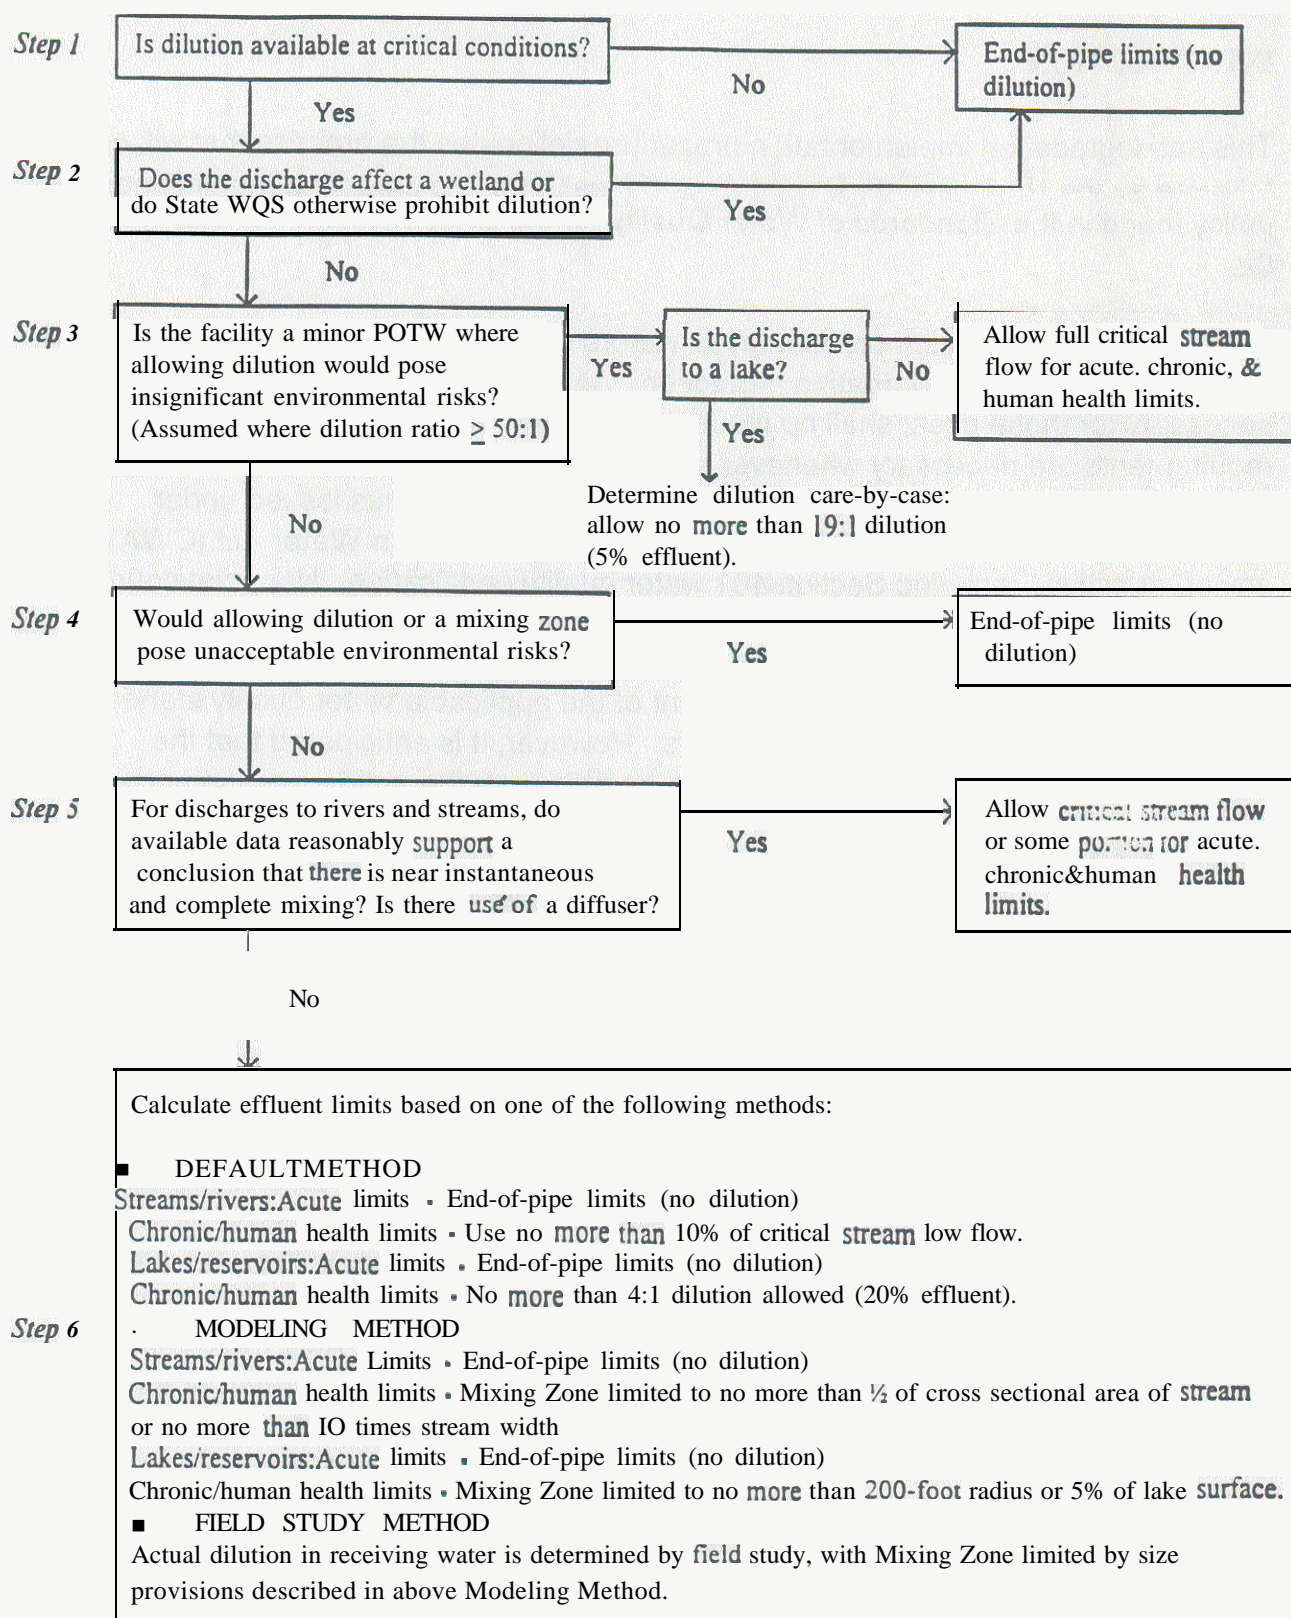 Step 1
Is dilution available at critical conditions?
No
End-of-pipe limits (no
dilution)
Yes
Step 2
Does the discharge affect a wetland or
do State WQS otherwise prohibit dilution?
Yes
No
Step 3
Is the facility a minor POTW where
allowing dilution would pose
insignificant environmental risks?
(Assumed where dilution ratio ≥ 50:1)
Yes
Is the discharge
to a lake?
No
Allow full critical stream
flow for acute. chronic, &
human health limits.
Yes
Determine dilution care-by-case:
allow no more than 19:1 dilution
(5% effluent).
No
Step 4
Would allowing dilution or a mixing zone
pose unacceptable environmental risks?
Yes
End-of-pipe limits (no
dilution)
No
Step 5
For discharges to rivers and streams, do
available data reasonably support a
conclusion that there is near instantaneous
and complete mixing? Is there use of a diffuser?
Yes
Allow critical stream flow
or some portion for acute.
chronic&human health
limits.
No
Step 6
Calculate effluent limits based on one of the following methods:
■ DEFAULTMETHOD
Streams/rivers:Acute limits - End-of-pipe limits (no dilution)
Chronic/human health limits - Use no more than 10% of critical stream low flow.
Lakes/reservoirs:Acute limits - End-of-pipe limits (no dilution)
Chronic/human health limits - No more than 4:1 dilution allowed (20% effluent).
· MODELING METHOD
Streams/rivers:Acute Limits - End-of-pipe limits (no dilution)
Chronic/human health limits - Mixing Zone limited to no more than ½ of cross sectional area of stream
or no more than IO times stream width
Lakes/reservoirs:Acute limits - End-of-pipe limits (no dilution)
Chronic/human health limits - Mixing Zone limited to no more than 200-foot radius or 5% of lake surface.
■ FIELD STUDY METHOD
Actual dilution in receiving water is determined by field study, with Mixing Zone limited by size
provisions described in above Modeling Method.